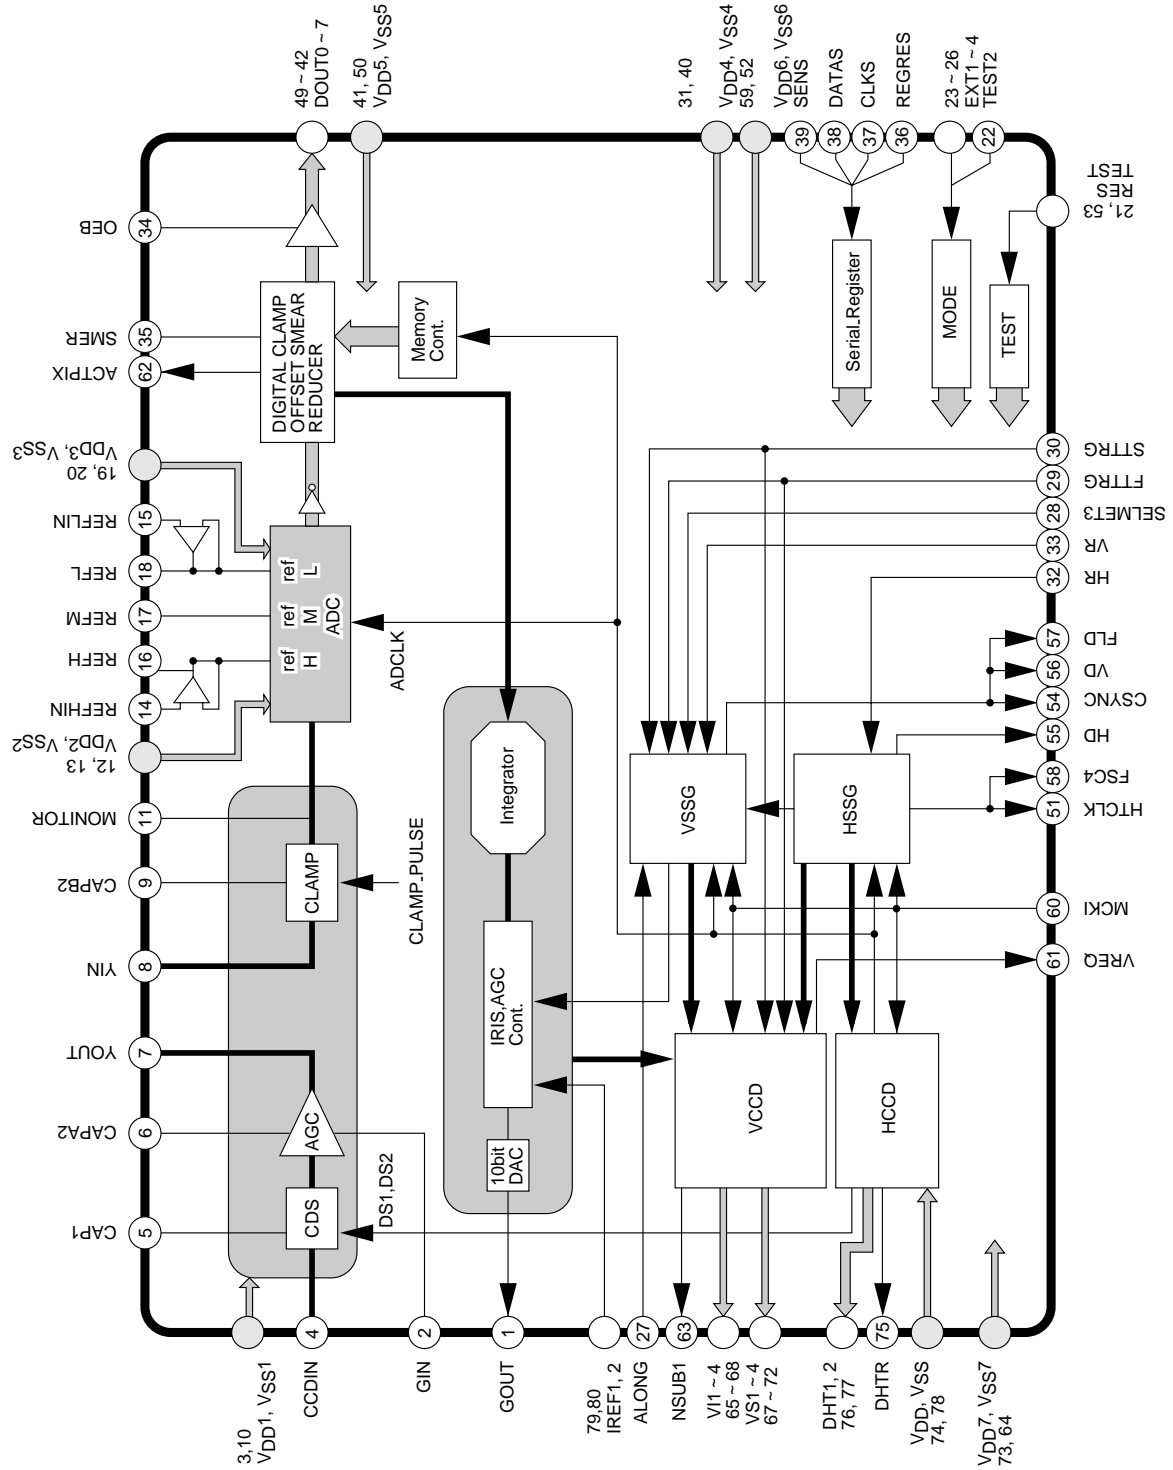 49 ~ 42
DOUT0 ~ 7
41, 50
VDD5, VSS5
31, 40
VDD4, VSS4
59, 52
VDD6, VSS6
SENS
DATAS
CLKS
REGRES
23 ~ 26
EXT1 ~ 4
TEST2
39
38
37
36
22
TEST
RES
21, 53
OEB
34
SMER
35
ACTPIX
62
VDD3, VSS3
19, 20
REFLIN
15
REFL
18
REFM
17
REFH
16
REFHIN
14
VDD2, VSS2
12, 13
MONITOR
11
CAPB2
9
YIN
8
YOUT
7
CAPA2
6
CAP1
5
DIGITAL CLAMP
OFFSET SMEAR
REDUCER
Memory
Cont.
Serial.Register
MODE
TEST
ref
L
ref
M
ref
H
ADC
ADCLK
CLAMP
CLAMP.PULSE
AGC
CDS
DS1,DS2
Integrator
IRIS,AGC
Cont.
10bit
DAC
VSSG
HSSG
VCCD
HCCD
30
STTRG
29
FTTRG
28
SELMET3
33
VR
32
HR
57
FLD
56
VD
54
CSYNC
55
HD
58
FSC4
51
HTCLK
60
MCKI
61
VREQ
3,10
VDD1, VSS1
4
CCDIN
2
GIN
1
GOUT
79,80
IREF1, 2
27
ALONG
63
NSUB1
VI1 ~ 4
65 ~ 68
VS1 ~ 4
67 ~ 72
DHT1, 2
76, 77
75
DHTR
VDD, VSS
74, 78
VDD7, VSS7
73, 64